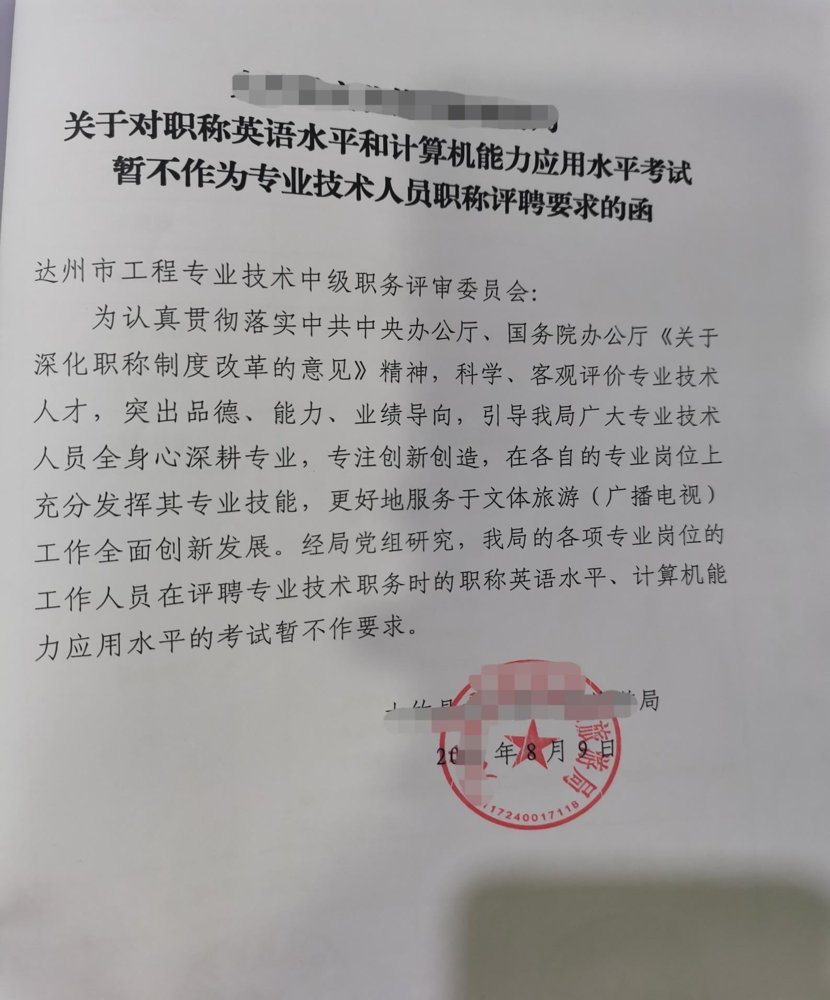 关于对职称英语水平和计算机能力应用水平考试
暂不作为专业技术人员职称评聘要求的函
达州市工程专业技术中级职务评审委员会：
为认真贯彻落实中共中央办公厅、国务院办公厅《关于
深化职称制度改革的意见》精神，科学、客观评价专业技术
人才，突出品德、能力、业绩导向，引导我局广大专业技术
人员全身心深耕专业，专注创新创造，在各自的专业岗位上
充分发挥其专业技能，更好地服务于文体旅游（广播电视）
工作全面创新发展。经局党组研究，我局的各项专业岗位的
工作人员在评聘专业技术职务时的职称英语水平、计算机能
力应用水平的考试暂不作要求。
局
20 年8月9日
旅游局
17240017118